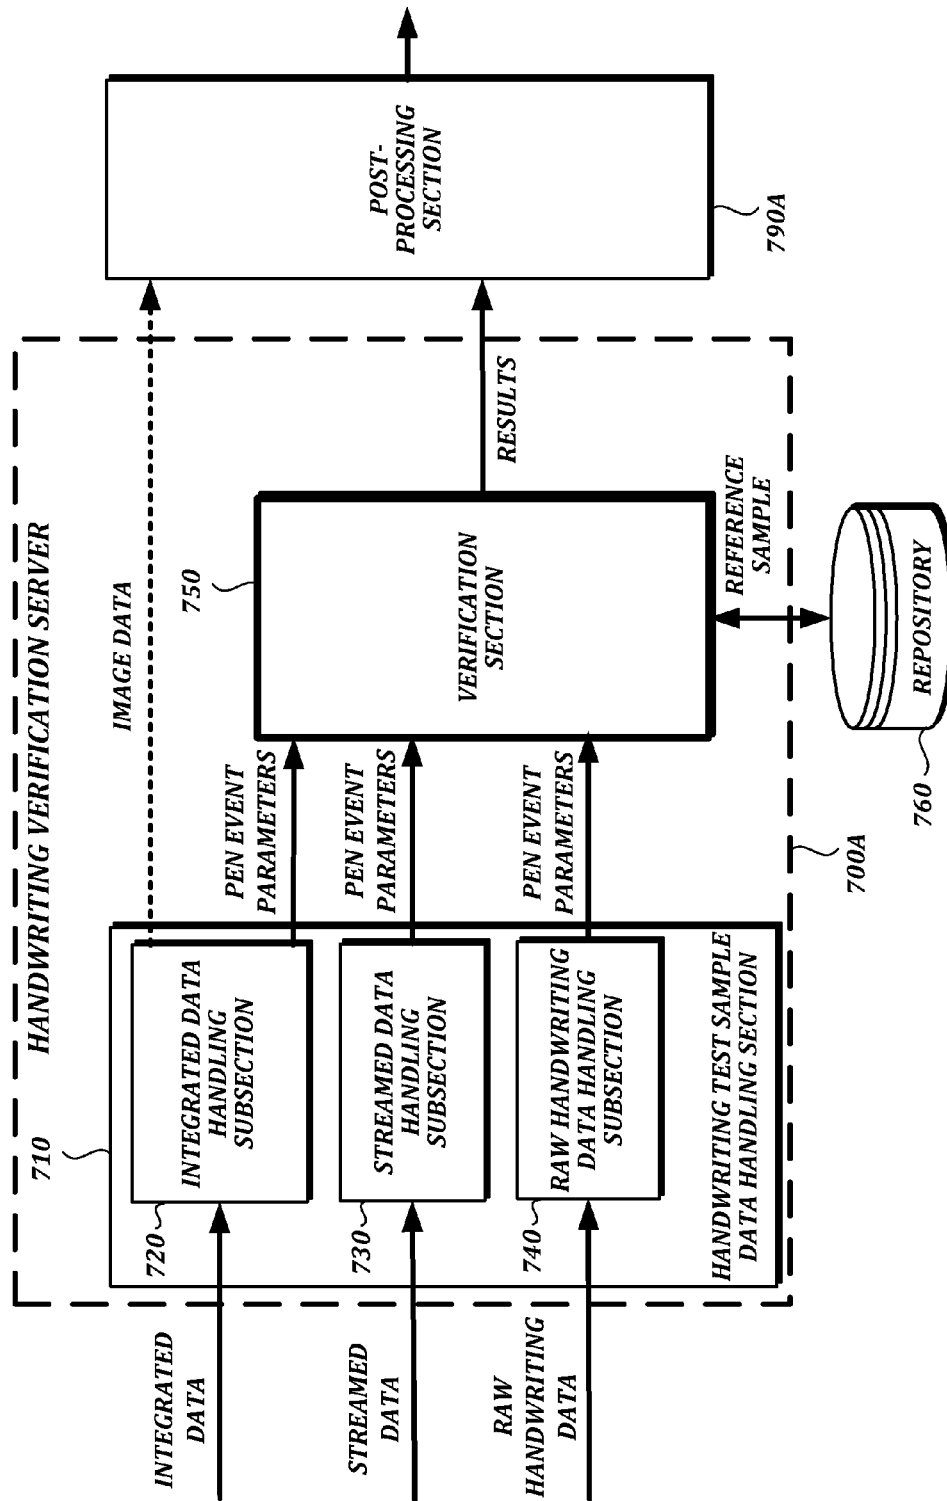 HANDWRITING VERIFICATION SERVER
710
INTEGRATED
DATA
720
INTEGRATED DATA
HANDLING
SUBSECTION
IMAGE DATA
PEN EVENT
PARAMETERS
STREAMED
DATA
730
STREAMED DATA
HANDLING
SUBSECTION
PEN EVENT
PARAMETERS
RAW
HANDWRITING
DATA
740
RAW HANDWRITING
DATA HANDLING
SUBSECTION
PEN EVENT
PARAMETERS
HANDWRITING TEST SAMPLE
DATA HANDLING SECTION
750
VERIFICATION
SECTION
RESULTS
REFERENCE
SAMPLE
700A
760
REPOSITORY
POST-
PROCESSING
SECTION
790A